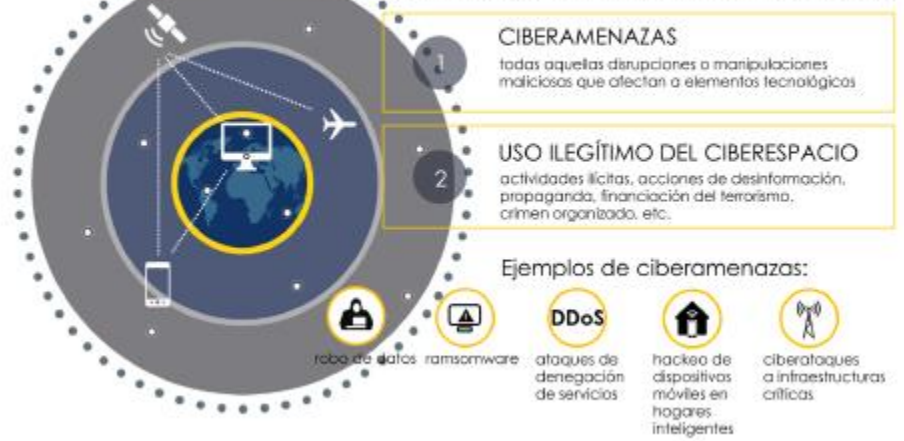 1
CIBERAMENAZAS
todas aquellas disrupciones o manipulaciones
maliciosas que afectan a elementos tecnológicos
2
USO ILEGÍTIMO DEL CIBERESPACIO
actividades ilícitas, acciones de desinformación,
propaganda, financiación del terrorismo,
crimen organizado, etc.
Ejemplos de ciberamenazas:
robo de datos
ramsomware
DDoS
ataques de
denegación
de servicios
hackeo de
dispositivos
móviles en
hogares
inteligentes
ciberataques
a infraestructuras
críticas